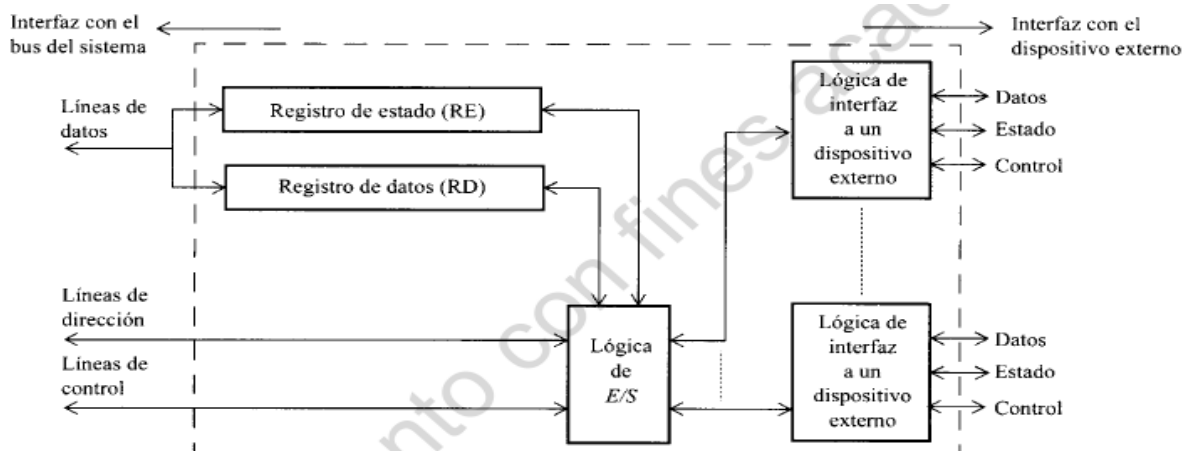 Interfaz con el
bus del sistema
Interfaz con el
dispositivo externo
Líneas de
datos
Registro de estado (RE)
Registro de datos (RD)
Lógica de
interfaz
a un
dispositivo
externo
Datos
Estado
Control
Líneas de
dirección
Líneas de
control
Lógica
de
E/S
Lógica de
interfaz
a un
dispositivo
externo
Datos
Estado
Control
con fines